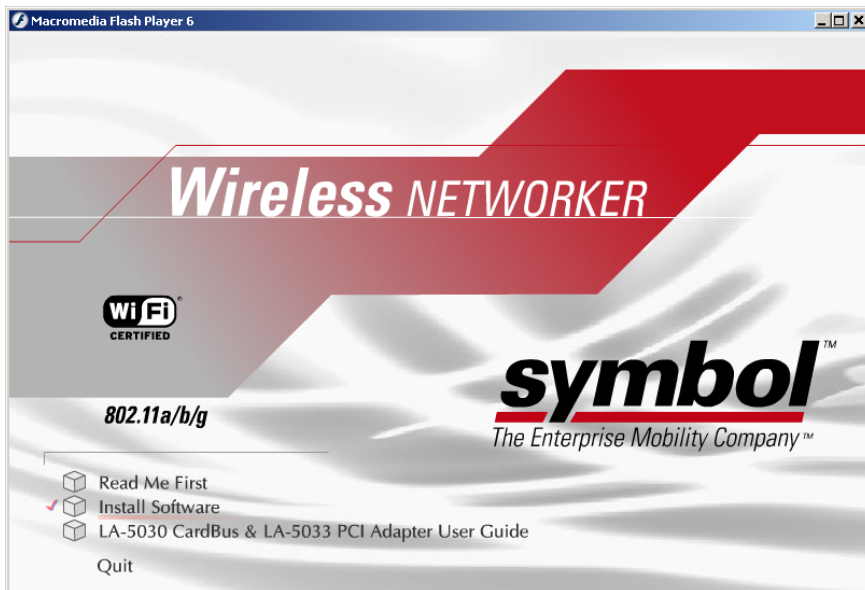 Macromedia Flash Player 6
Wireless NETWORKER
Wi Fi ®
CERTIFIED
802.11a/b/g
symbol™
The Enterprise Mobility Company™
Read Me First
Install Software
LA-5030 CardBus & LA-5033 PCI Adapter User Guide
Quit